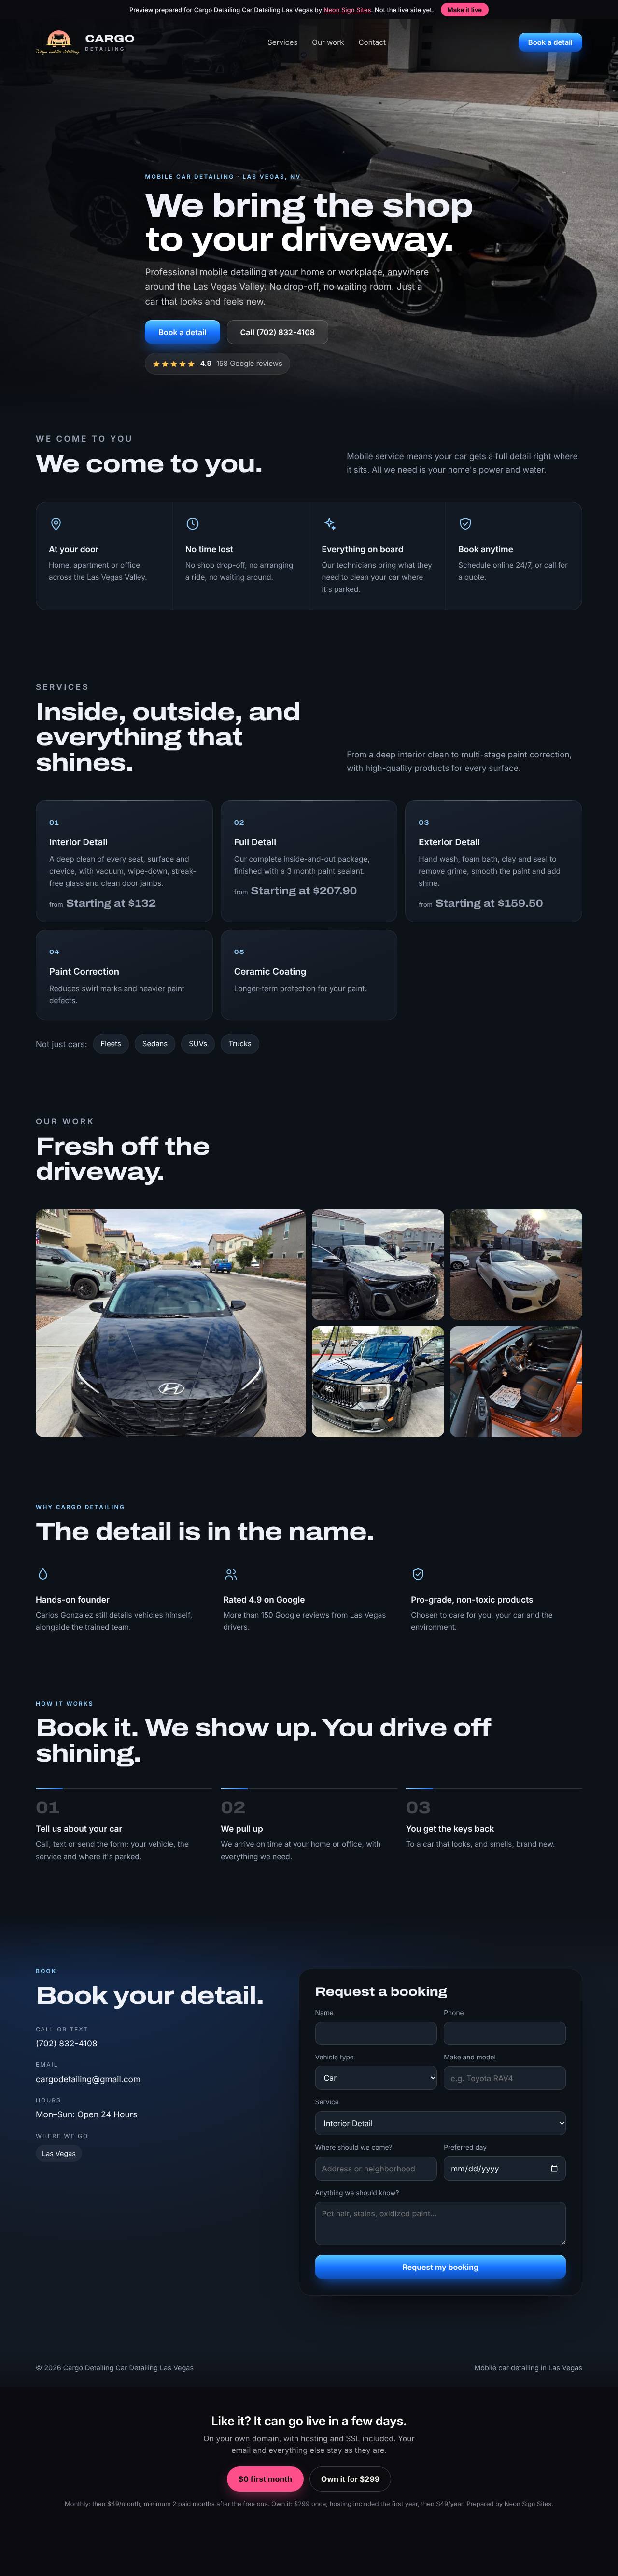 Preview prepared for Cargo Detailing Car Detailing Las Vegas by Neon Sign Sites. Not the live site yet. Make it live
Cargo mobile detailing
CARGO
DETAILING
Services Our work Contact
Book a detail
MOBILE CAR DETAILING · LAS VEGAS, NV
We bring the shop
to your driveway.
Professional mobile detailing at your home or workplace, anywhere
around the Las Vegas Valley. No drop-off, no waiting room. Just a
car that looks and feels new.
Book a detail Call (702) 832-4108
★★★★★ 4.9 158 Google reviews
WE COME TO YOU
We come to you.
Mobile service means your car gets a full detail right where
it sits. All we need is your home's power and water.
At your door
Home, apartment or office
across the Las Vegas Valley.
No time lost
No shop drop-off, no arranging
a ride, no waiting around.
Everything on board
Our technicians bring what they
need to clean your car where
it's parked.
Book anytime
Schedule online 24/7, or call for
a quote.
SERVICES
Inside, outside, and
everything that
shines.
From a deep interior clean to multi-stage paint correction,
with high-quality products for every surface.
01
Interior Detail
A deep clean of every seat, surface and
crevice, with vacuum, wipe-down, streak-
free glass and clean door jambs.
from Starting at $132
02
Full Detail
Our complete inside-and-out package,
finished with a 3 month paint sealant.
from Starting at $207.90
03
Exterior Detail
Hand wash, foam bath, clay and seal to
remove grime, smooth the paint and add
shine.
from Starting at $159.50
04
Paint Correction
Reduces swirl marks and heavier paint
defects.
05
Ceramic Coating
Longer-term protection for your paint.
Not just cars: Fleets Sedans SUVs Trucks
OUR WORK
Fresh off the
driveway.
WHY CARGO DETAILING
The detail is in the name.
Hands-on founder
Carlos Gonzalez still details vehicles himself,
alongside the trained team.
Rated 4.9 on Google
More than 150 Google reviews from Las Vegas
drivers.
Pro-grade, non-toxic products
Chosen to care for you, your car and the
environment.
HOW IT WORKS
Book it. We show up. You drive off
shining.
01
Tell us about your car
Call, text or send the form: your vehicle, the
service and where it's parked.
02
We pull up
We arrive on time at your home or office, with
everything we need.
03
You get the keys back
To a car that looks, and smells, brand new.
BOOK
Book your detail.
CALL OR TEXT
(702) 832-4108
EMAIL
cargodetailing@gmail.com
HOURS
Mon–Sun: Open 24 Hours
WHERE WE GO
Las Vegas
Request a booking
Name Phone
Vehicle type Make and model
Car e.g. Toyota RAV4
Service
Interior Detail
Where should we come? Preferred day
Address or neighborhood mm/dd/yyyy
Anything we should know?
Pet hair, stains, oxidized paint...
Request my booking
© 2026 Cargo Detailing Car Detailing Las Vegas
Mobile car detailing in Las Vegas
Like it? It can go live in a few days.
On your own domain, with hosting and SSL included. Your
email and everything else stay as they are.
$0 first month Own it for $299
Monthly: then $49/month, minimum 2 paid months after the free one. Own it: $299 once, hosting included the first year, then $49/year. Prepared by Neon Sign Sites.